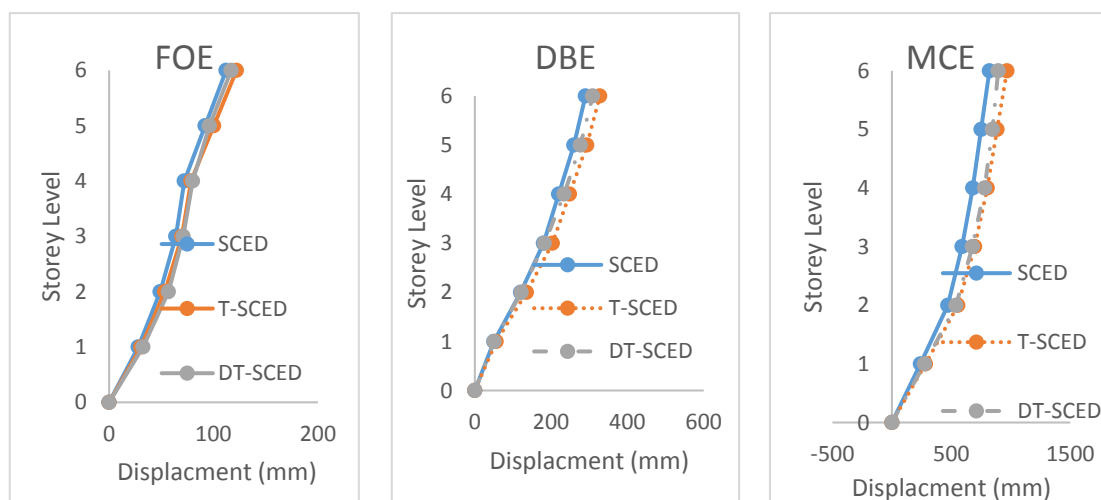 FOE
6
5
4
3
2
1
0
Storey Level
SCED
T-SCED
DT-SCED
0 100 200
Displacment (mm)
DBE
6
5
4
3
2
1
0
Storey Level
SCED
T-SCED
DT-SCED
0 200 400 600
Displacment (mm)
MCE
6
5
4
3
2
1
0
Storey Level
SCED
T-SCED
DT-SCED
-500 500 1500
Displacment (mm)